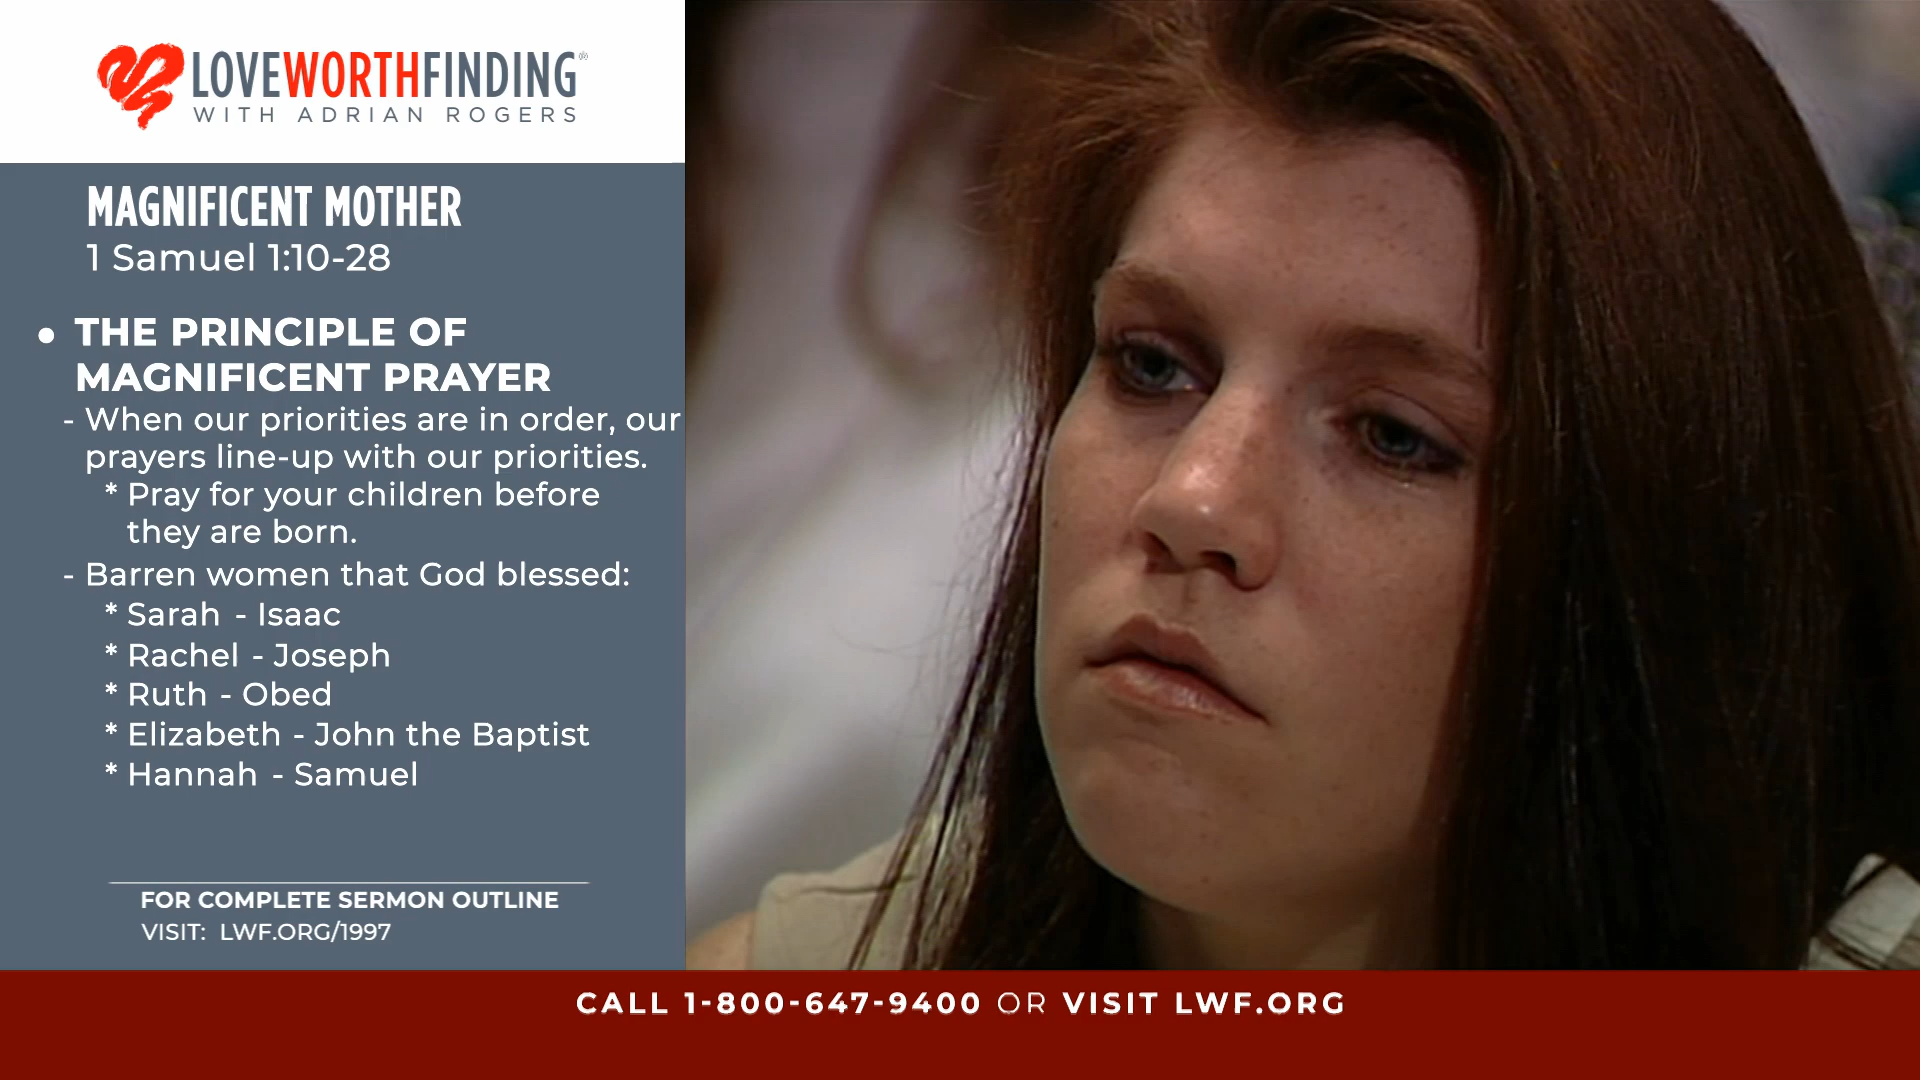 LOVEWORTHFINDING®
WITH ADRIAN ROGERS
MAGNIFICENT MOTHER
1 Samuel 1:10-28
• THE PRINCIPLE OF
MAGNIFICENT PRAYER
- When our priorities are in order, our
prayers line-up with our priorities.
* Pray for your children before
they are born.
- Barren women that God blessed:
* Sarah - Isaac
* Rachel - Joseph
* Ruth - Obed
* Elizabeth - John the Baptist
* Hannah - Samuel
FOR COMPLETE SERMON OUTLINE
VISIT: LWF.ORG/1997
CALL 1-800-647-9400 OR VISIT LWF.ORG